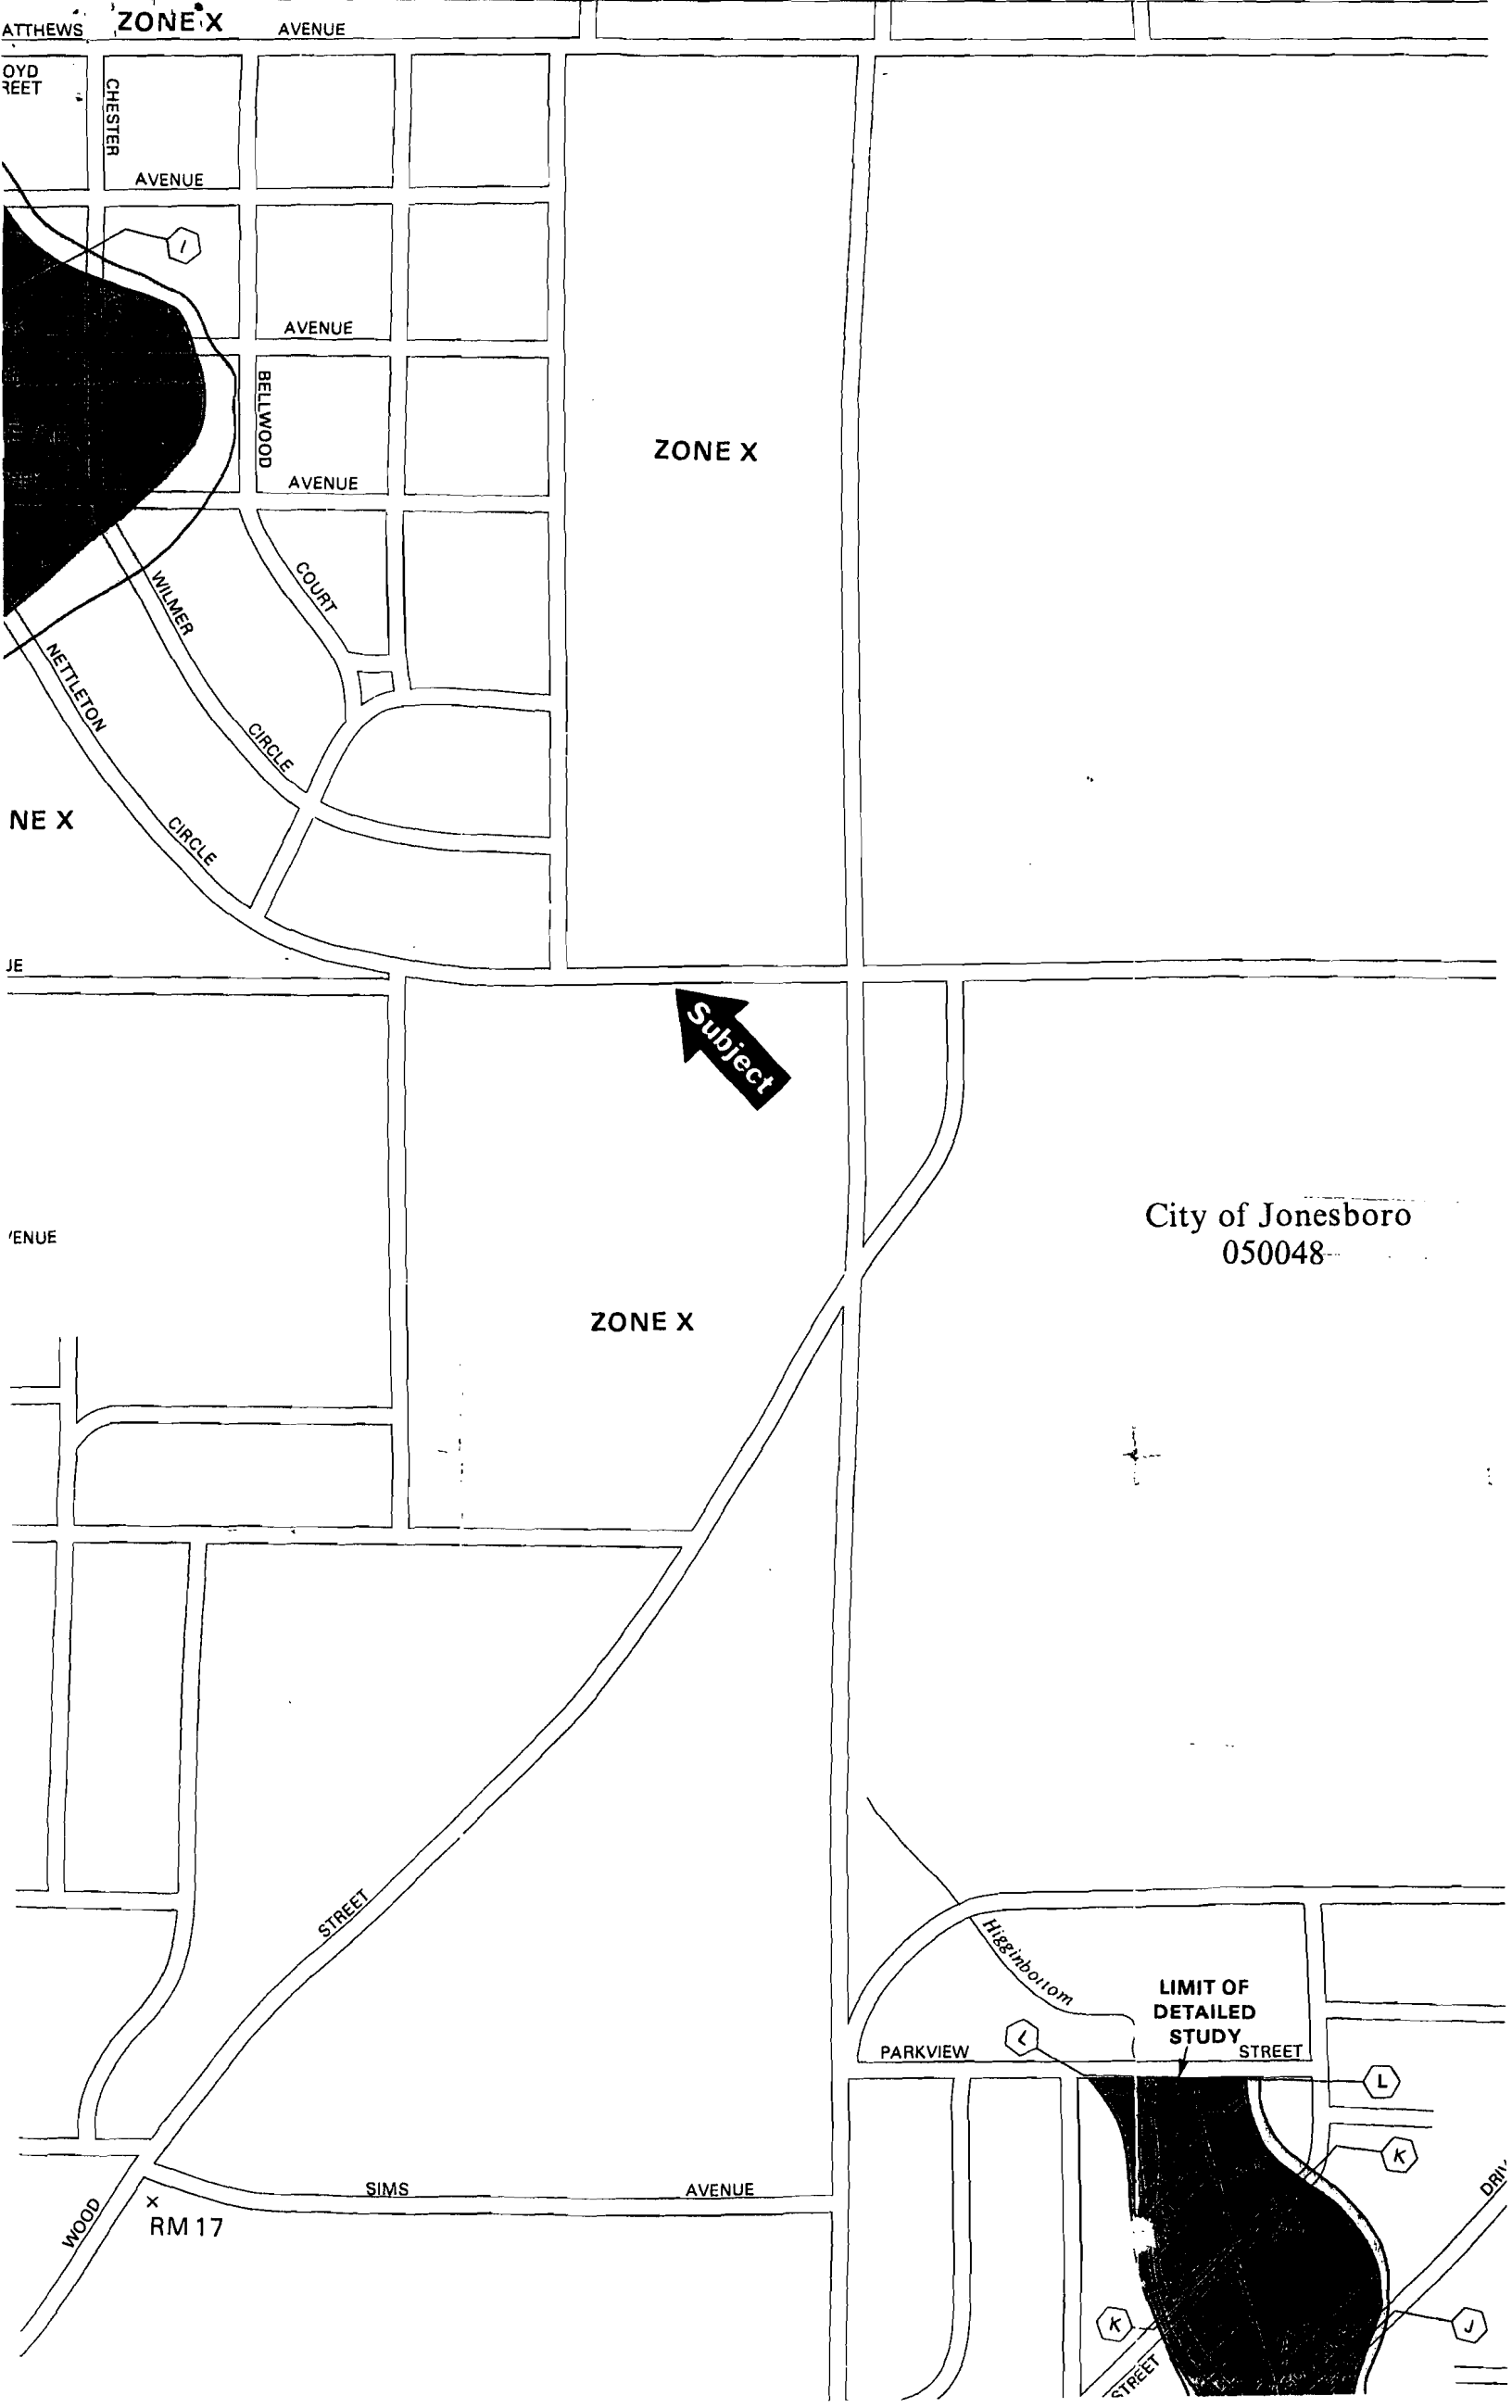 ATTHEWS ZONE X AVENUE
OYD
REET
CHESTER
AVENUE
I
AVENUE
BELLWOOD
ZONE X
AVENUE
COURT
WILMER
NETTLETON
CIRCLE
NE X
CIRCLE
JE
Subject
City of Jonesboro
050048
'ENUE
ZONE X
STREET
Higginbottom
LIMIT OF
DETAILED
STUDY
PARKVIEW STREET
L
L
K
DRIV
SIMS AVENUE
WOOD
RM 17
K
J
STREET